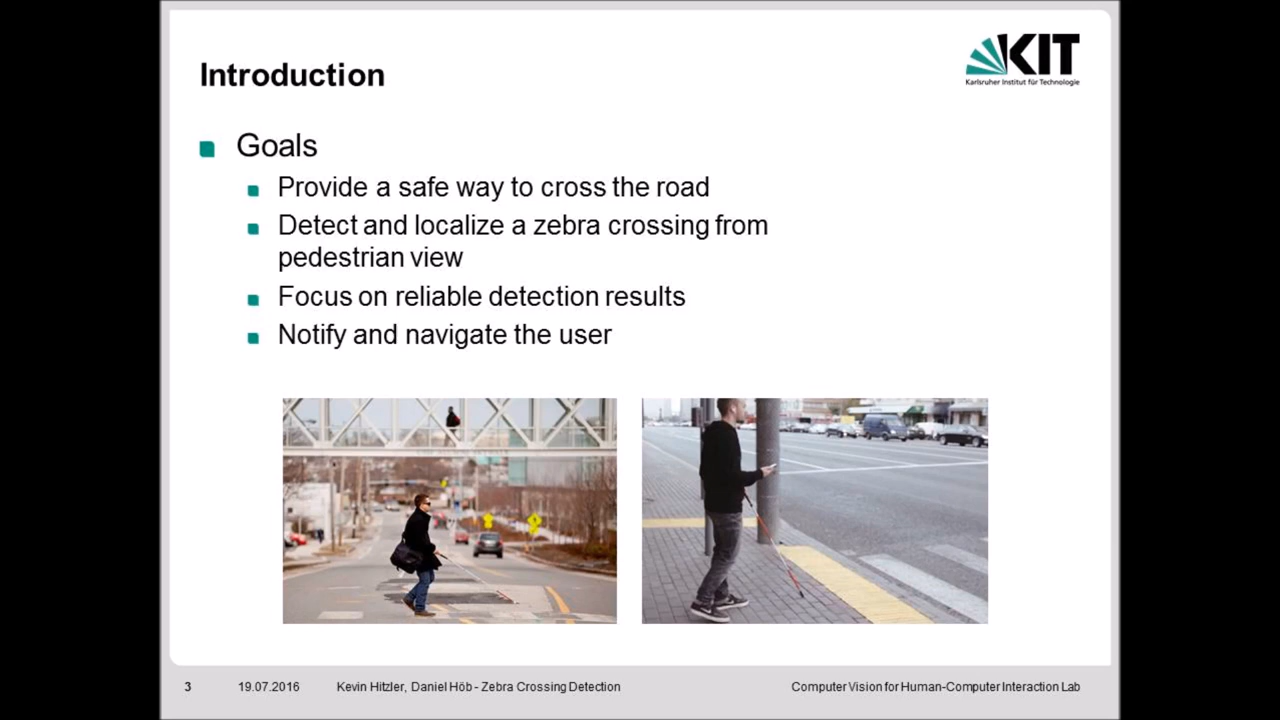 Introduction
KIT
Karlsruher Institut für Technologie
Goals
Provide a safe way to cross the road
Detect and localize a zebra crossing from
pedestrian view
Focus on reliable detection results
Notify and navigate the user
3 19.07.2016 Kevin Hitzler, Daniel Höb - Zebra Crossing Detection Computer Vision for Human-Computer Interaction Lab